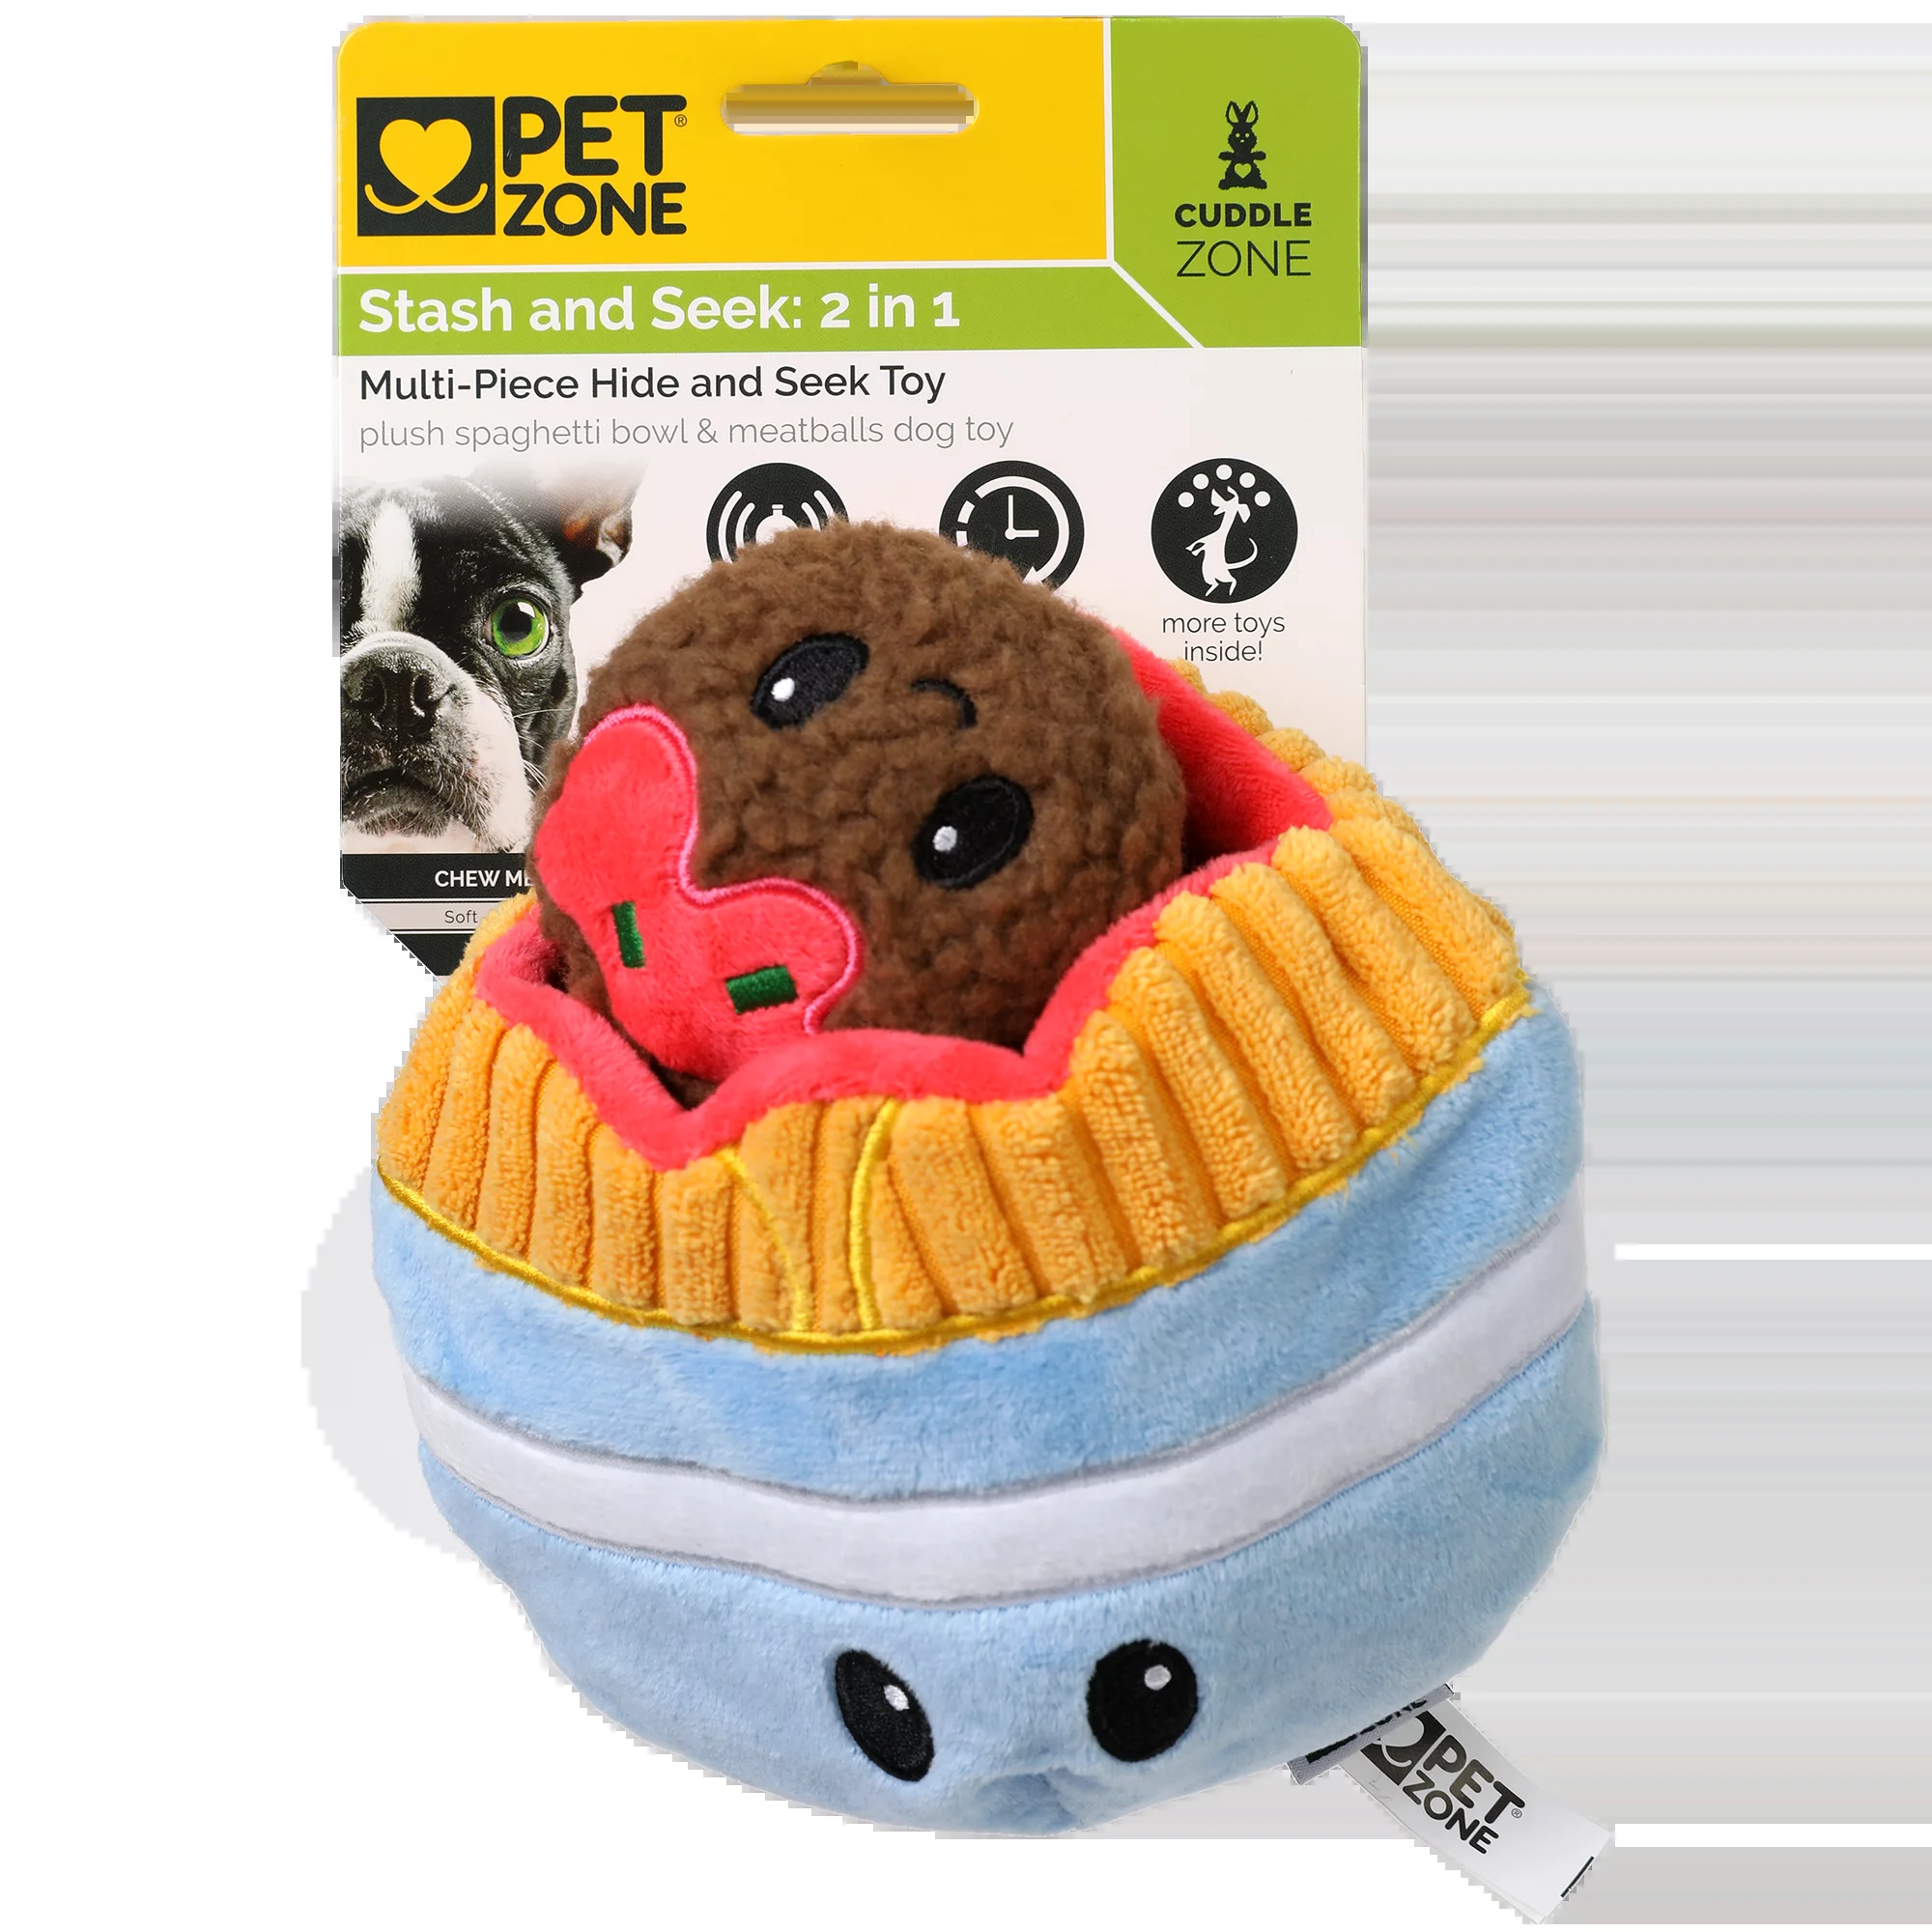 PET®
ZONE
CUDDLE
ZONE
Stash and Seek: 2 in 1
Multi-Piece Hide and Seek Toy
plush spaghetti bowl & meatballs dog toy
more toys
inside!
CHEW
Soft
ZONE
PET®
ZONE